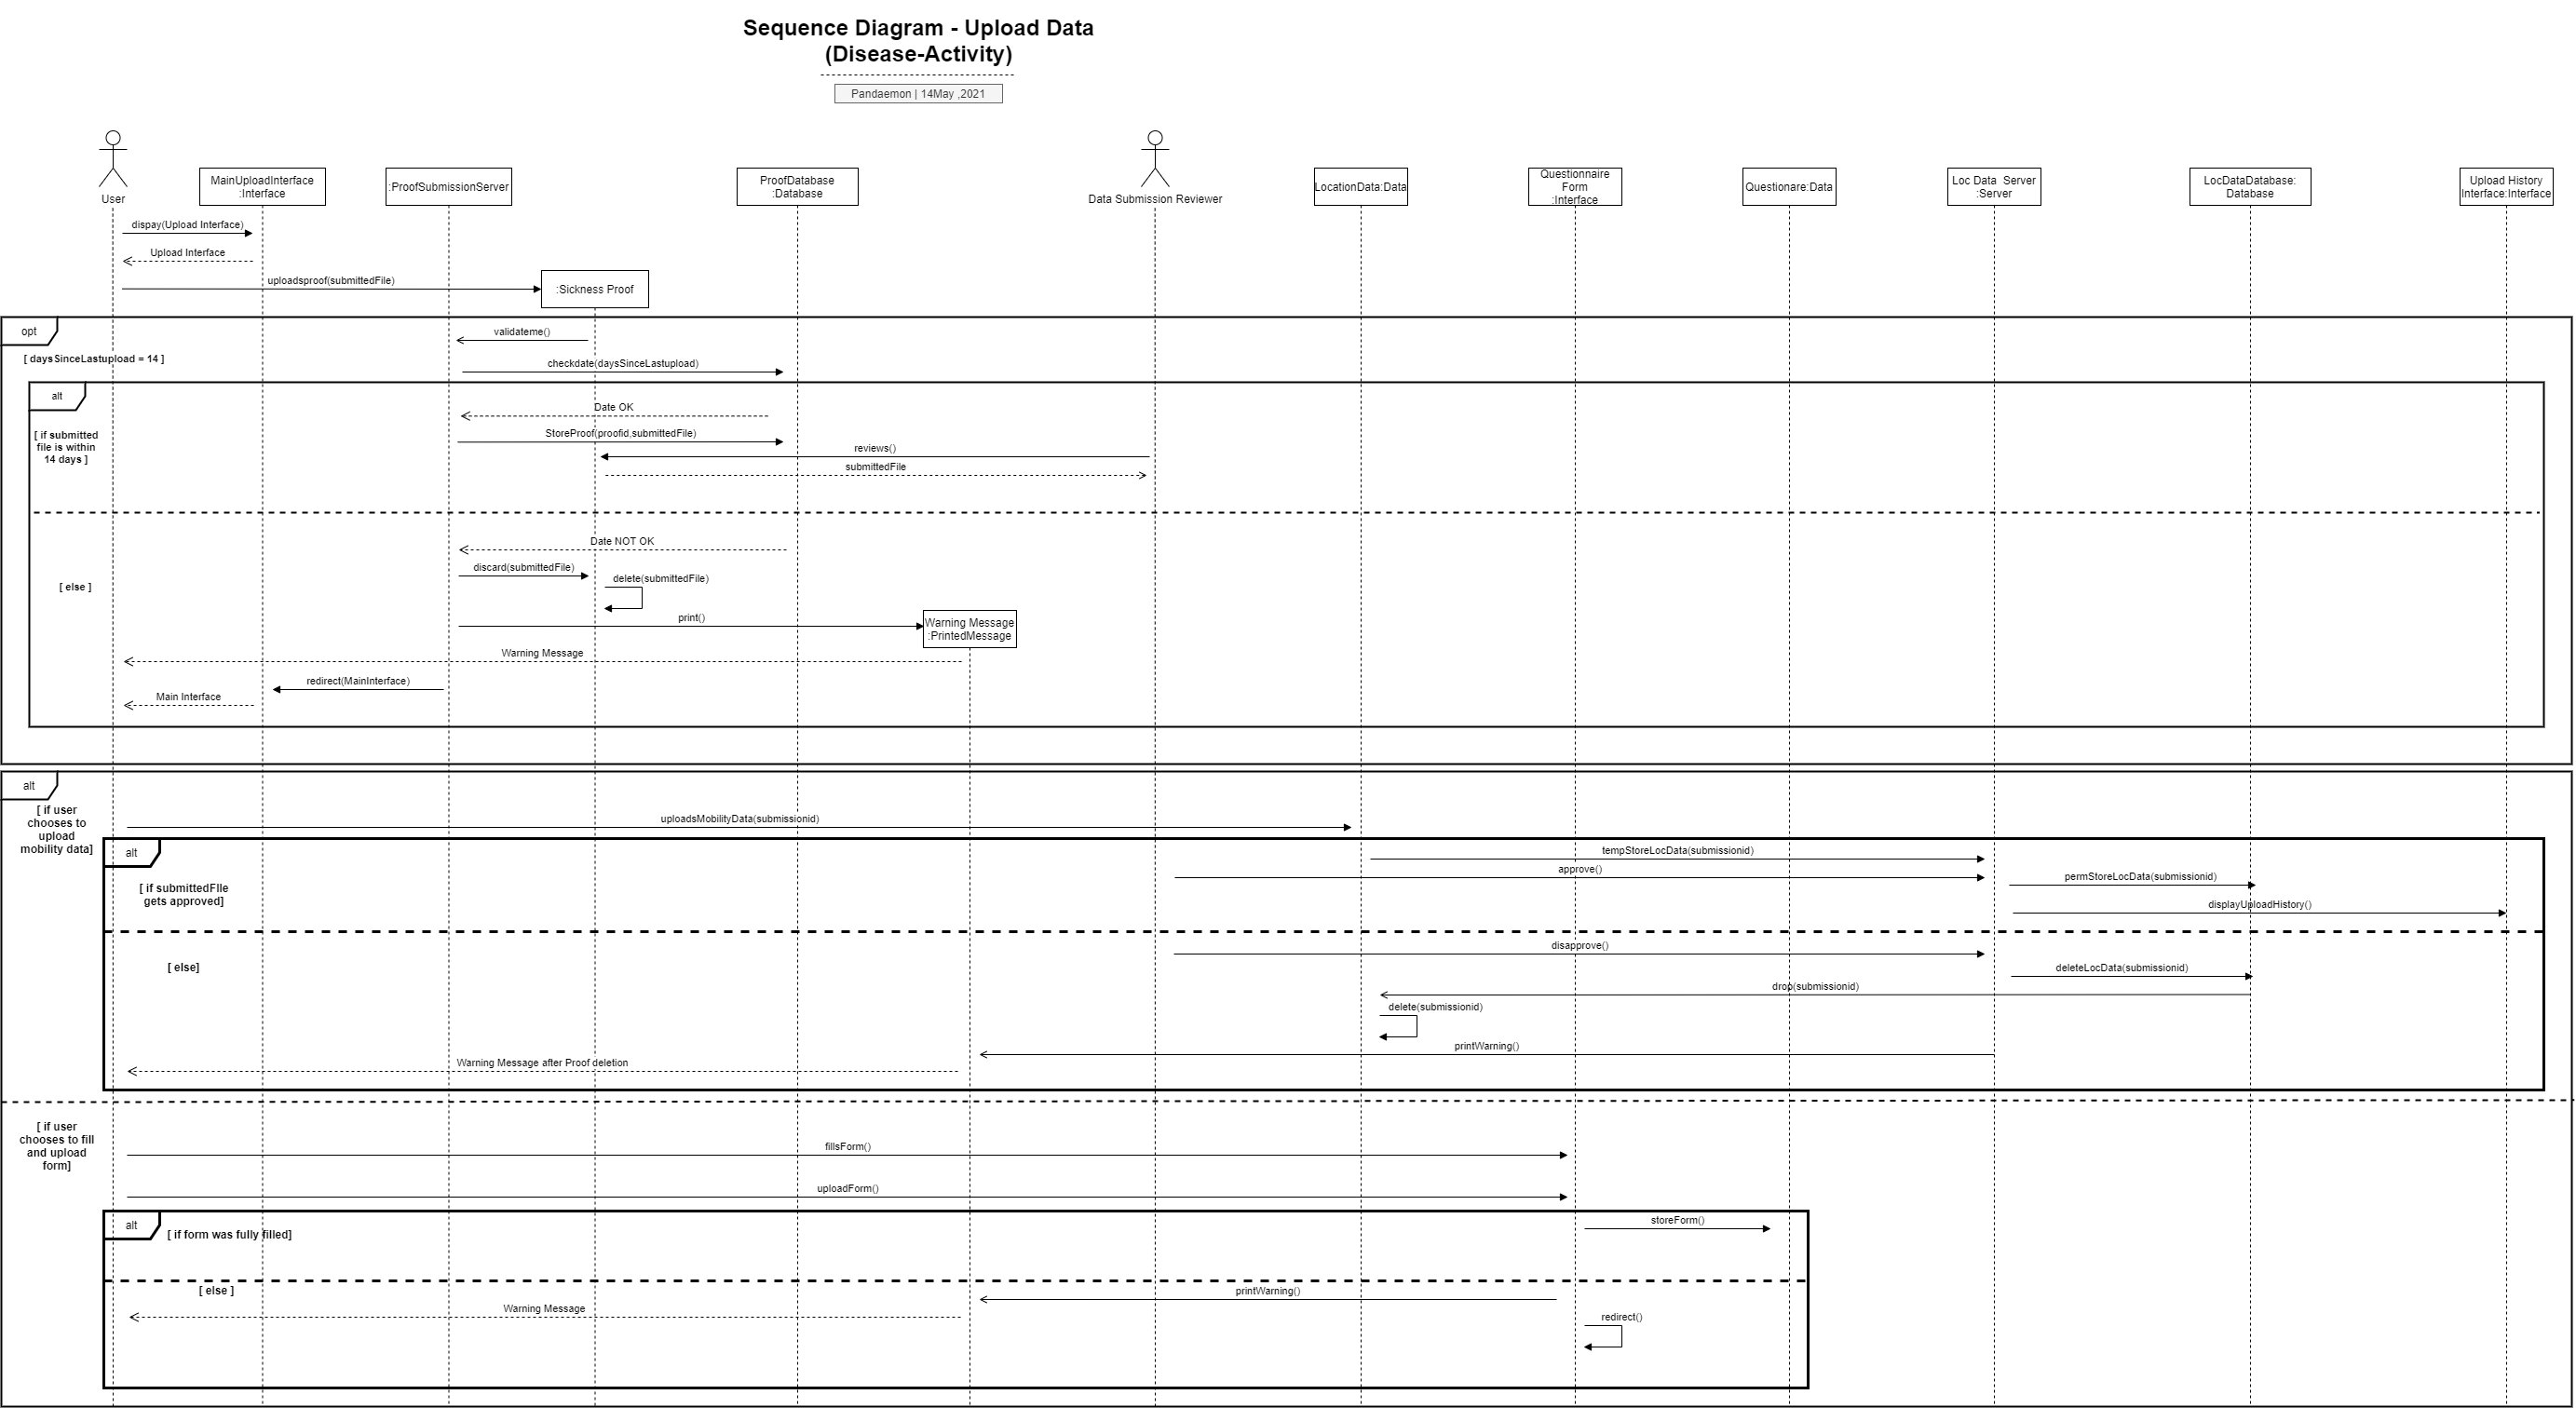 Sequence Diagram - Upload Data
(Disease-Activity)
Pandaemon | 14May ,2021
User
MainUploadInterface
:Interface
:ProofSubmissionServer
ProofDatabase
:Database
Data Submission Reviewer
LocationData:Data
Questionnaire
Form
:Interface
Questionare:Data
Loc Data Server
:Server
LocDataDatabase:
Database
Upload History
Interface:Interface
dispay(Upload Interface)
Upload Interface
uploadsproof(submittedFile)
:Sickness Proof
opt
validateme()
[ daysSinceLastupload = 14 ]
checkdate(daysSinceLastupload)
alt
Date OK
[ if submitted
file is within
14 days ]
StoreProof(proofid,submittedFile)
reviews()
submittedFile
Date NOT OK
discard(submittedFile)
delete(submittedFile)
[ else ]
print()
Warning Message
:PrintedMessage
Warning Message
redirect(MainInterface)
Main Interface
alt
[ if user
chooses to
upload
mobility data]
uploadsMobilityData(submissionid)
alt
tempStoreLocData(submissionid)
approve()
permStoreLocData(submissionid)
[ if submittedFIle
gets approved]
displayUploadHistory()
disapprove()
[ else]
deleteLocData(submissionid)
drop(submissionid)
delete(submissionid)
printWarning()
Warning Message after Proof deletion
[ if user
chooses to fill
and upload
form]
fillsForm()
uploadForm()
alt
storeForm()
[ if form was fully filled]
[ else ]
printWarning()
Warning Message
redirect()